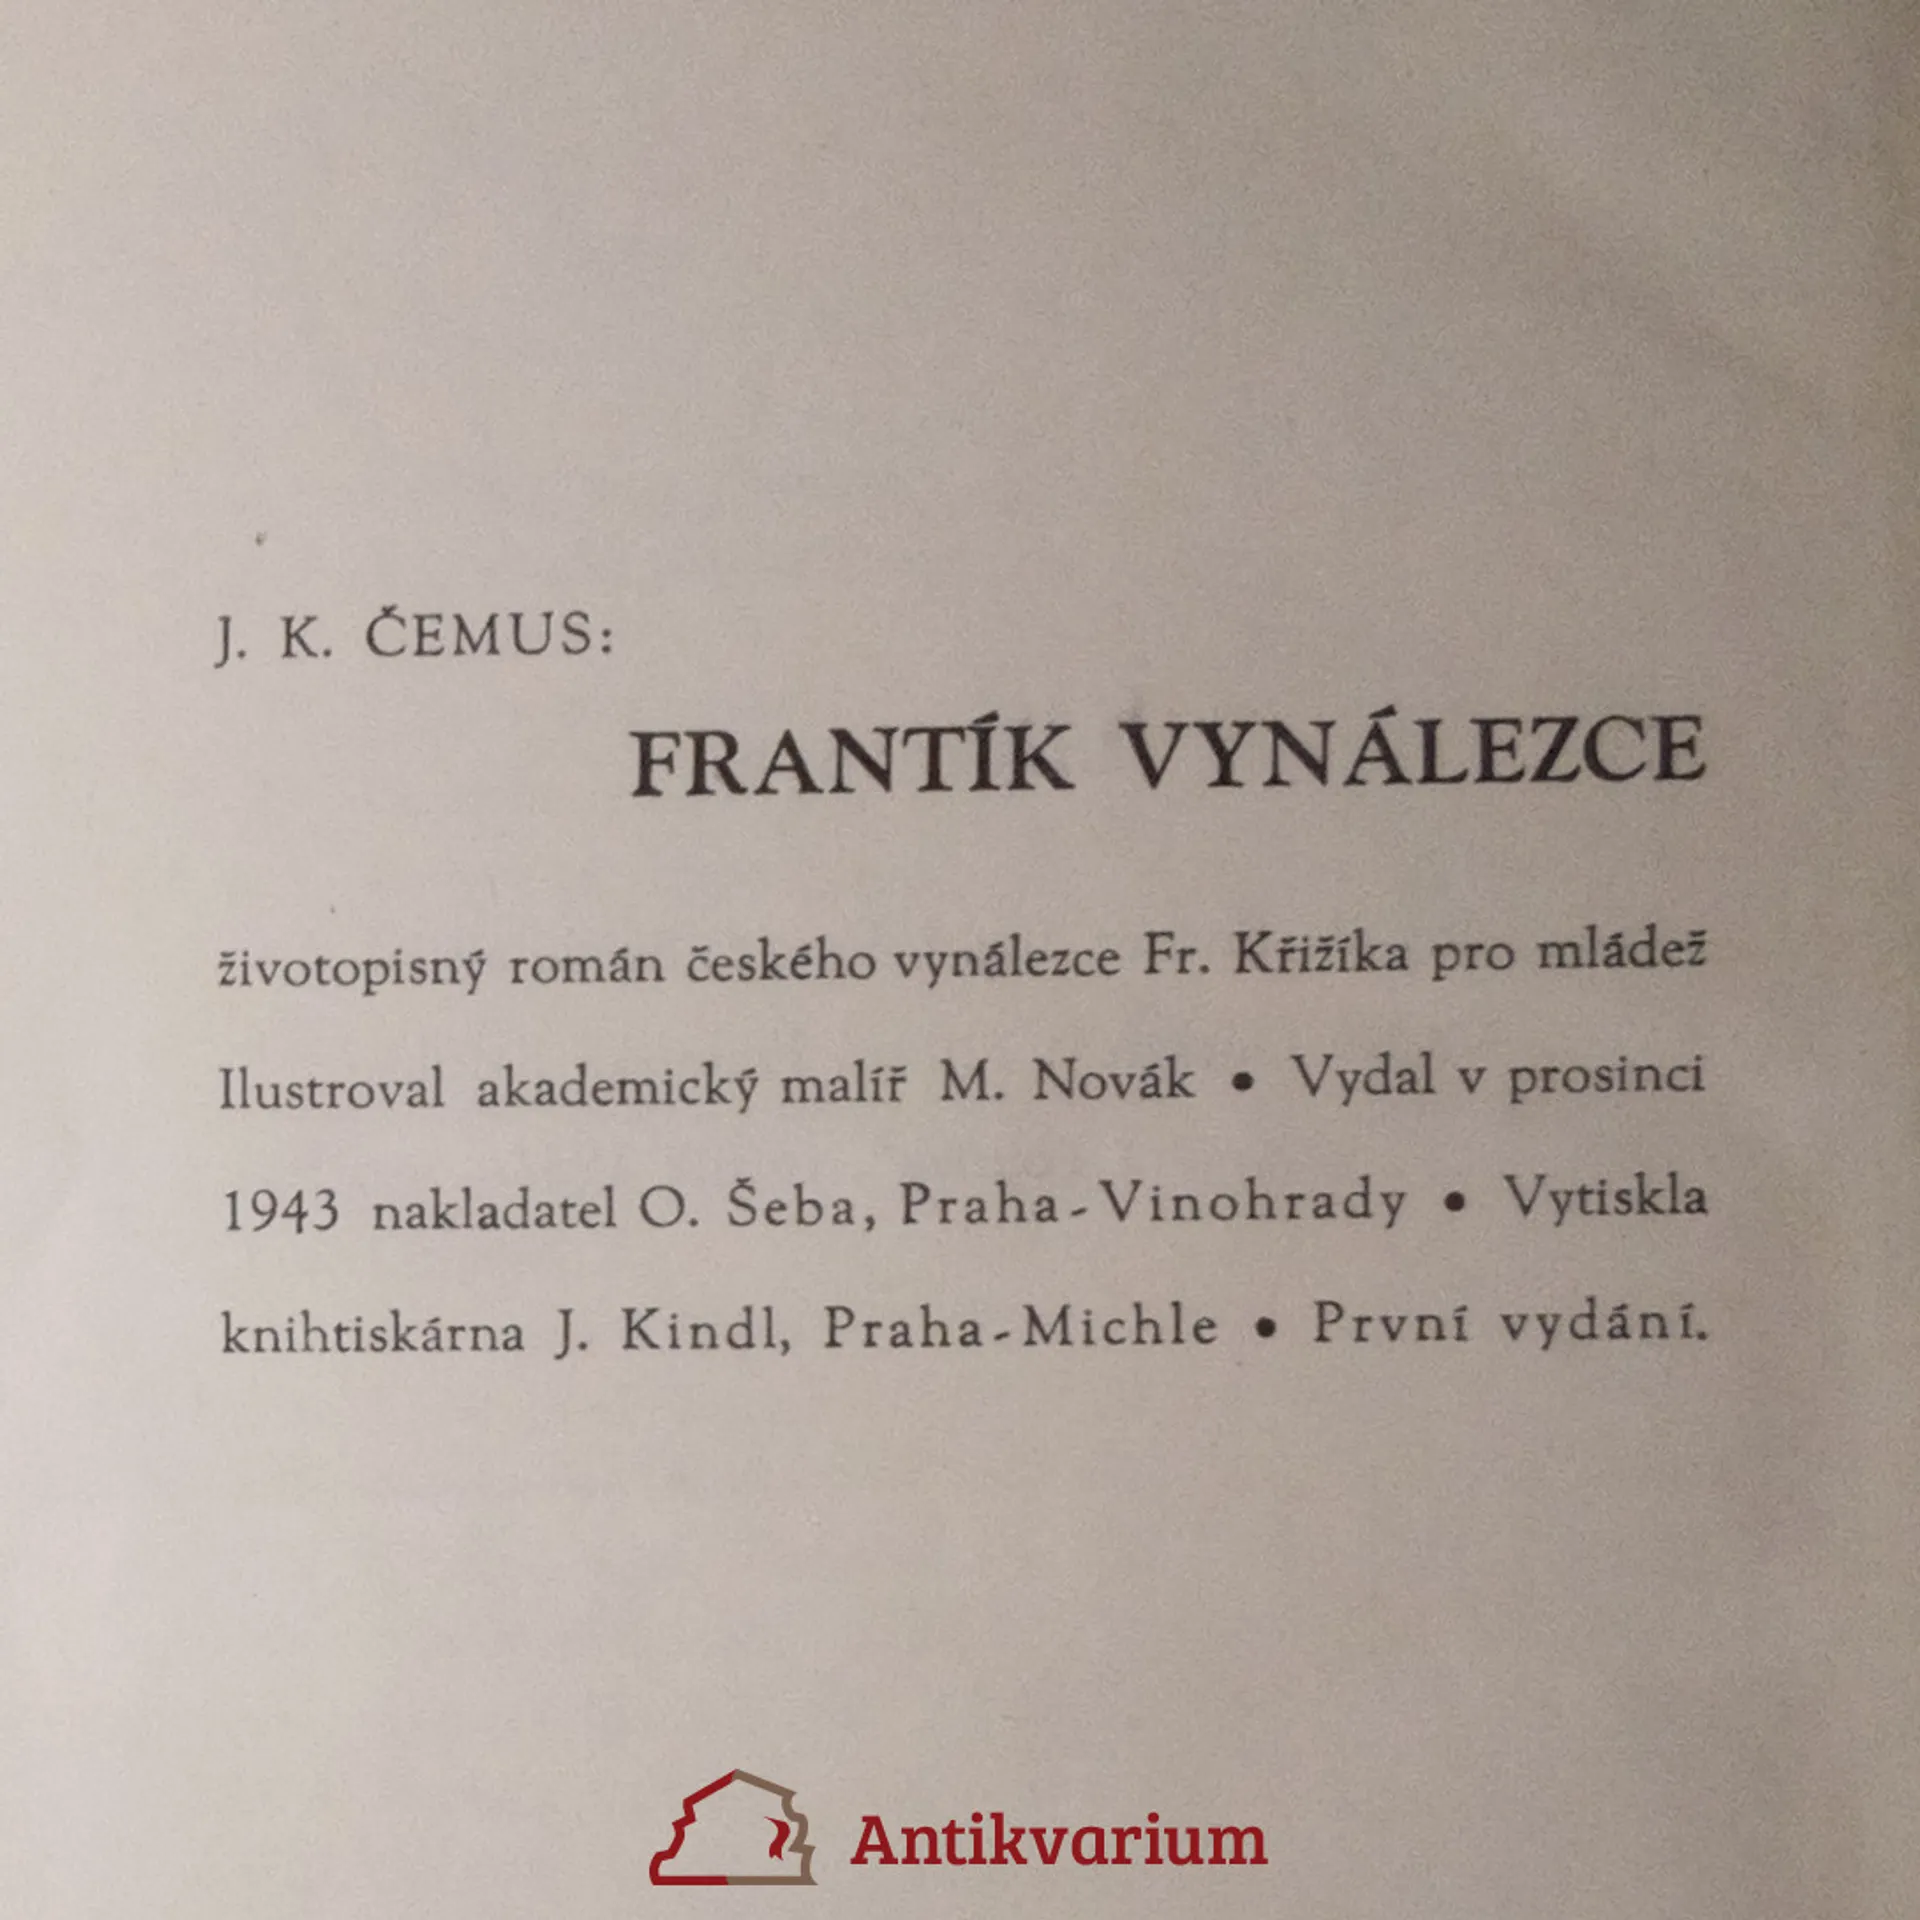 J. K. ČEMUS:
FRANTÍK VYNÁLEZCE
životopisný román českého vynálezce Fr. Křižíka pro mládež
Ilustroval akademický malíř M. Novák • Vydal v prosinci
1943 nakladatel O. Šeba, Praha-Vinohrady • Vytiskla
knihtiskárna J. Kindl, Praha-Michle • První vydání.
Antikvarium